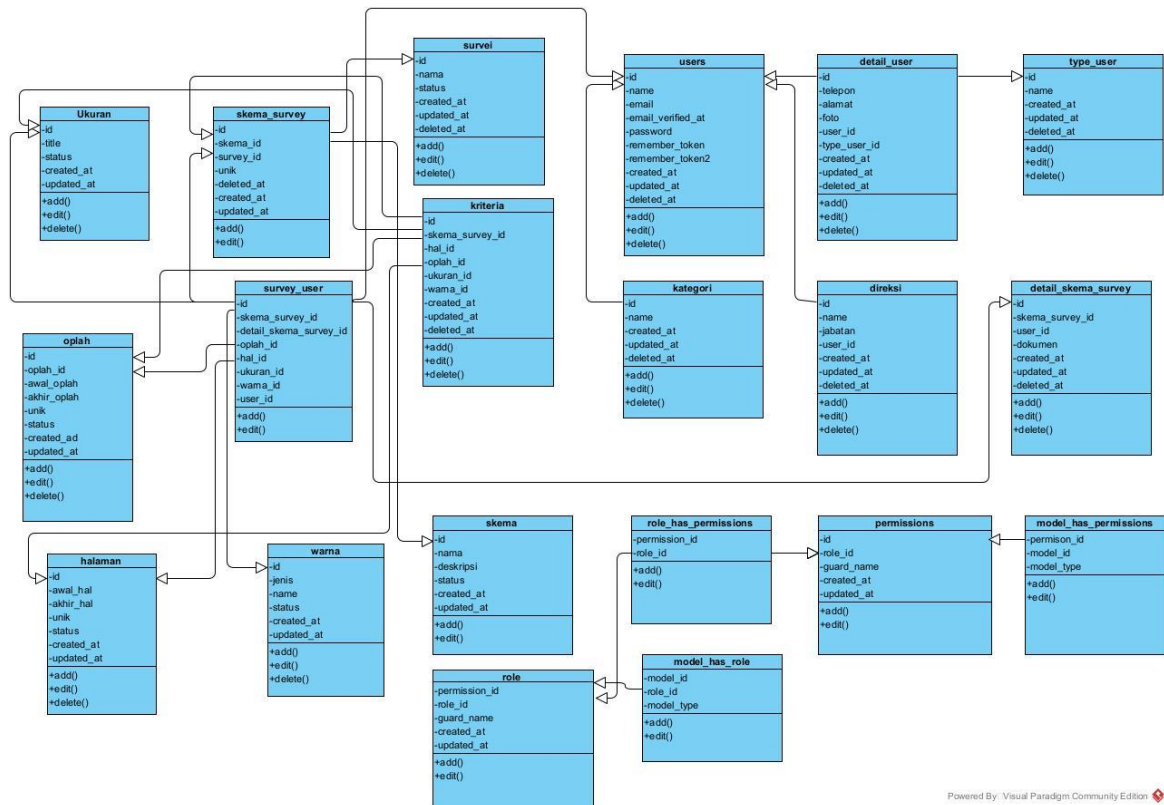 survei
-id
-nama
-status
-created_at
-updated_at
-deleted_at
+add()
+edit()
+delete()
users
-id
-name
-email
-email_verified_at
-password
-remember_token
-remember_token2
-created_at
-updated_at
-deleted_at
+add()
+edit()
+delete()
detail_user
-id
-telepon
-alamat
-foto
-user_id
-type_user_id
-created_at
-updated_at
-deleted_at
+add()
+edit()
+delete()
type_user
-id
-name
-created_at
-updated_at
-deleted_at
+add()
+edit()
+delete()
Ukuran
-id
-title
-status
-created_at
-updated_at
+add()
+edit()
+delete()
skema_survey
-id
-skema_id
-survey_id
-unik
-deleted_at
-created_at
-updated_at
+add()
+edit()
kriteria
-id
-skema_survey_id
-hal_id
-oplah_id
-ukuran_id
-warna_id
-created_at
-updated_at
-deleted_at
+add()
+edit()
+delete()
survey_user
-id
-skema_survey_id
-detail_skema_survey_id
-oplah_id
-hal_id
-ukuran_id
-warna_id
-user_id
+add()
+edit()
kategori
-id
-name
-created_at
-updated_at
-deleted_at
+add()
+edit()
+delete()
direksi
-id
-name
-jabatan
-user_id
-created_at
-updated_at
-deleted_at
+add()
+edit()
+delete()
detail_skema_survey
-id
-skema_survey_id
-user_id
-dokumen
-created_at
-updated_at
-deleted_at
+add()
+edit()
+delete()
oplah
-id
-oplah_id
-awal_oplah
-akhir_oplah
-unik
-status
-created_ad
-updated_at
+add()
+edit()
+delete()
halaman
-id
-awal_hal
-akhir_hal
-unik
-status
-created_at
-updated_at
+add()
+edit()
+delete()
warna
-id
-jenis
-name
-status
-created_at
-updated_at
+add()
+edit()
+delete()
skema
-id
-nama
-deskripsi
-status
-created_at
-updated_at
+add()
+edit()
role_has_permissions
-permission_id
-role_id
+add()
+edit()
permissions
-id
-role_id
-guard_name
-created_at
-updated_at
+add()
+edit()
model_has_permissions
-permison_id
-model_id
-model_type
+add()
+edit()
role
-permission_id
-role_id
-guard_name
-created_at
-updated_at
+add()
+edit()
model_has_role
-model_id
-role_id
-model_type
+add()
+edit()
Powered By: Visual Paradigm Community Edition